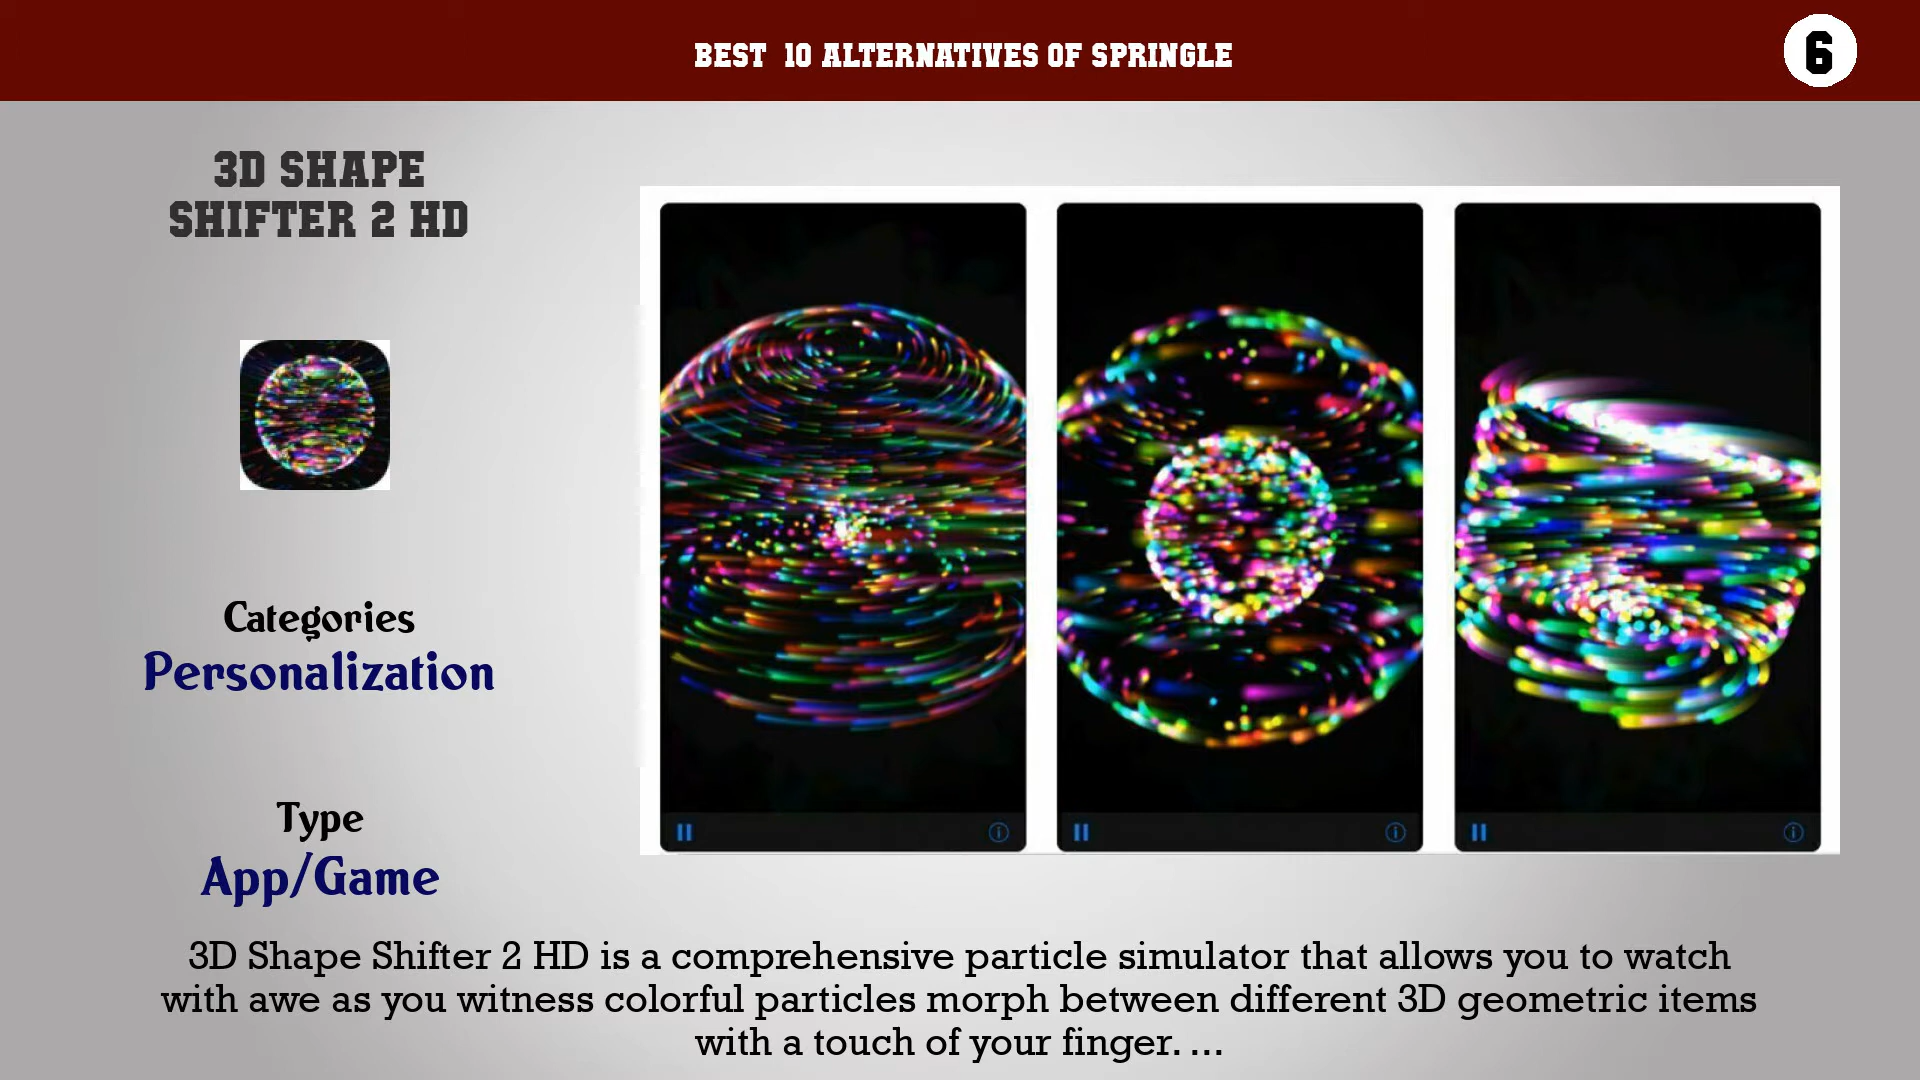 BEST 10 ALTERNATIVES OF SPRINGLE
6
3D SHAPE
SHIFTER 2 HD
Categories
Personalization
Type
App/Game
3D Shape Shifter 2 HD is a comprehensive particle simulator that allows you to watch
with awe as you witness colorful particles morph between different 3D geometric items
with a touch of your finger. ...